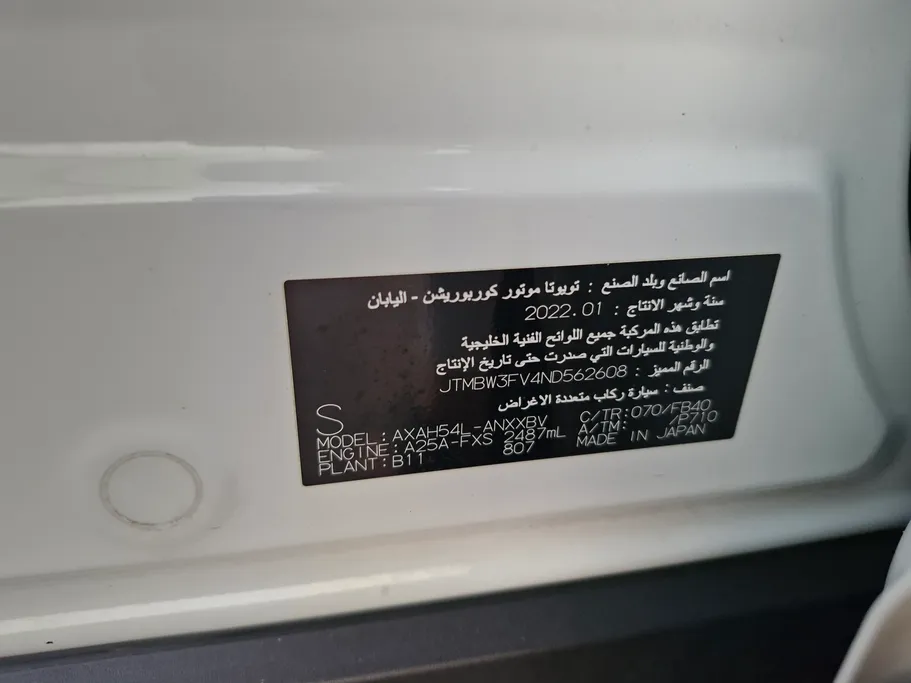 اسم الصانع وبلد الصنع : تويوتا موتور كوربوريشن - اليابان
سنة وشهر الانتاج : 2022.01
تطابق هذه المركبة جميع اللوائح الفنية الخليجية
والوطنية للسيارات التي صدرت حتى تاريخ الإنتاج
الرقم المميز : JTMBW3FV4ND562608
صنف : سيارة ركاب متعددة الاغراض
S
MODEL:AXAH54L-ANXXBV C/TR:070/FB40
ENGINE:A25A-FXS 2487mL A/TM: /P710
PLANT:B11 807 MADE IN JAPAN